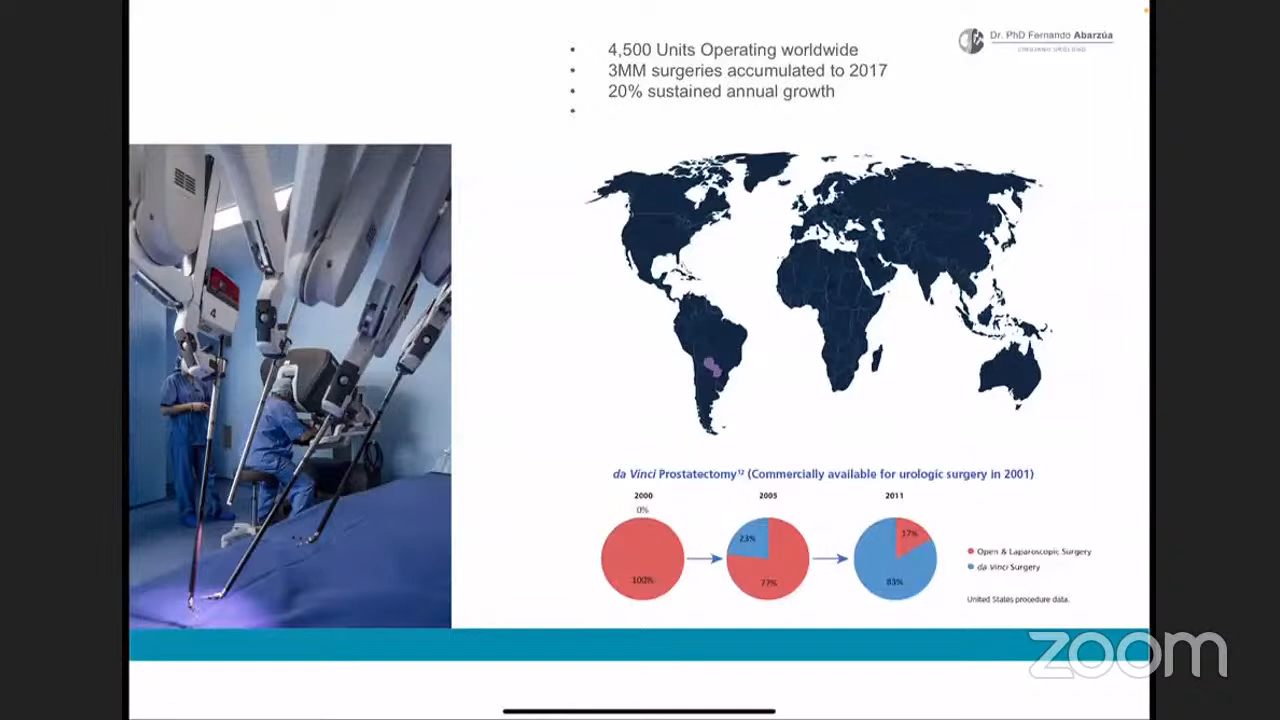 • 4,500 Units Operating worldwide
• 3MM surgeries accumulated to 2017
• 20% sustained annual growth
•
Dr. PhD Fernando Abarzúa
CIRUJANO URÓLOGO
4
da Vinci Prostatectomy¹² (Commercially available for urologic surgery in 2001)
2000
0%
100%
2005
23%
77%
2011
17%
83%
Open & Laparoscopic Surgery
da Vinci Surgery
United States procedure data.
zoom